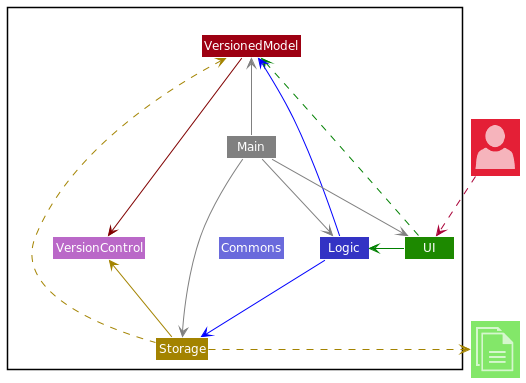 VersionedModel
Main
VersionControl
Commons
Logic
UI
Storage